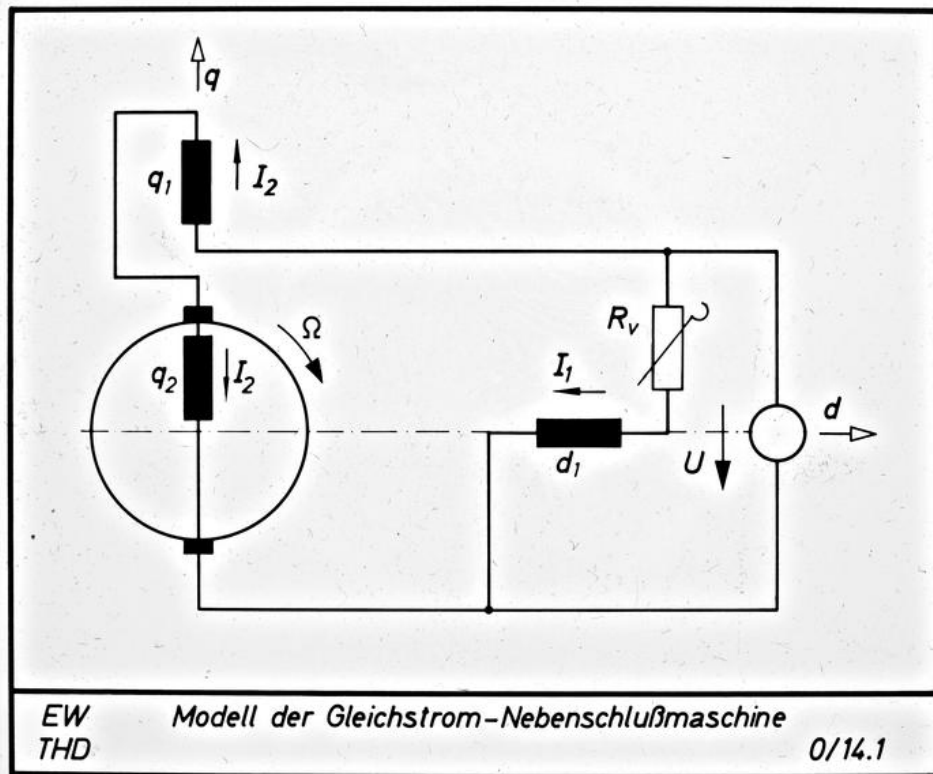 q
q₁
I₂
Ω
Rᵥ
q₂
I₂
I₁
d
d₁
U
EW Modell der Gleichstrom-Nebenschlußmaschine
THD 0/14.1